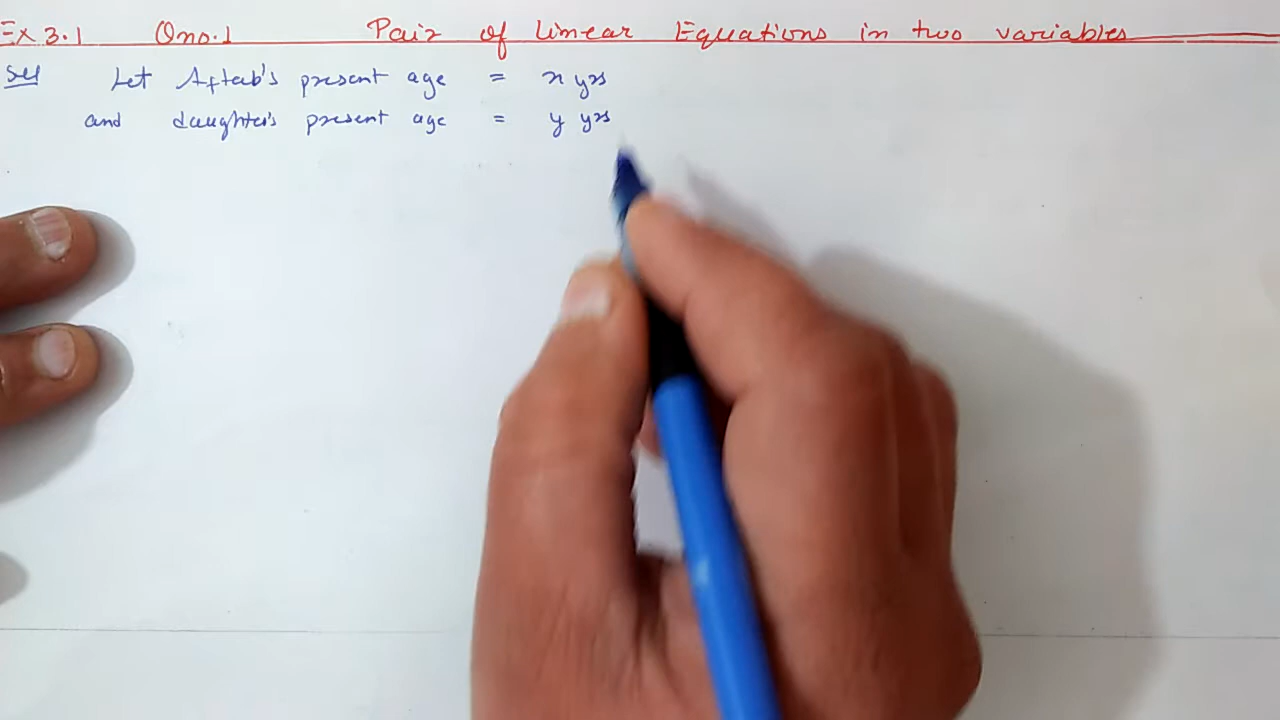 Ex 3.1 Qno.1 Pair of Linear Equations in two variables
Sol Let Aftab's present age = x yrs
and daughter's present age = y yrs